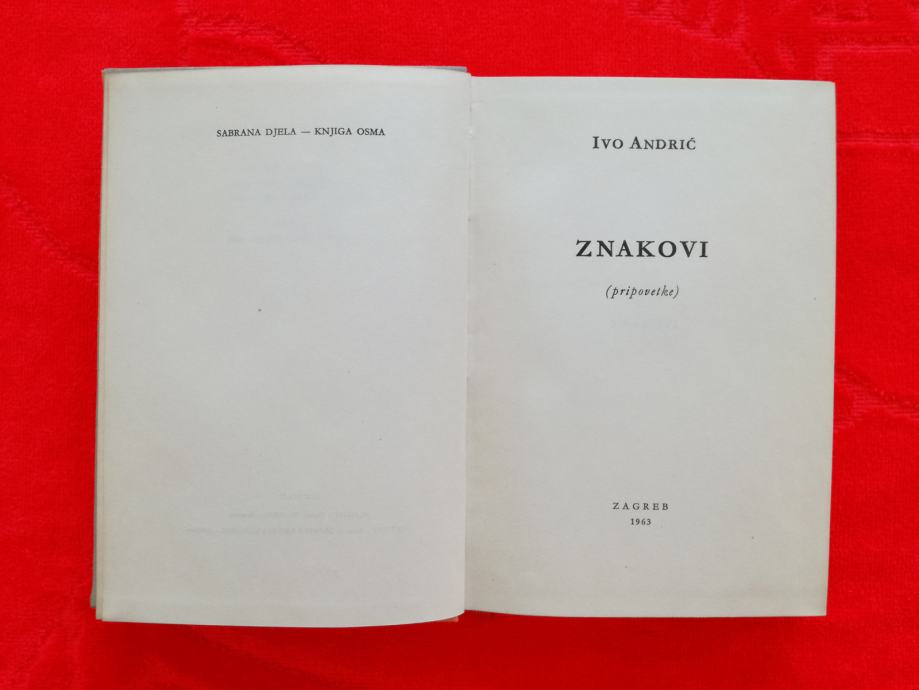 SABRANA DJELA — KNJIGA OSMA
IVO ANDRIĆ
ZNAKOVI
(pripovetke)
ZAGREB
1963